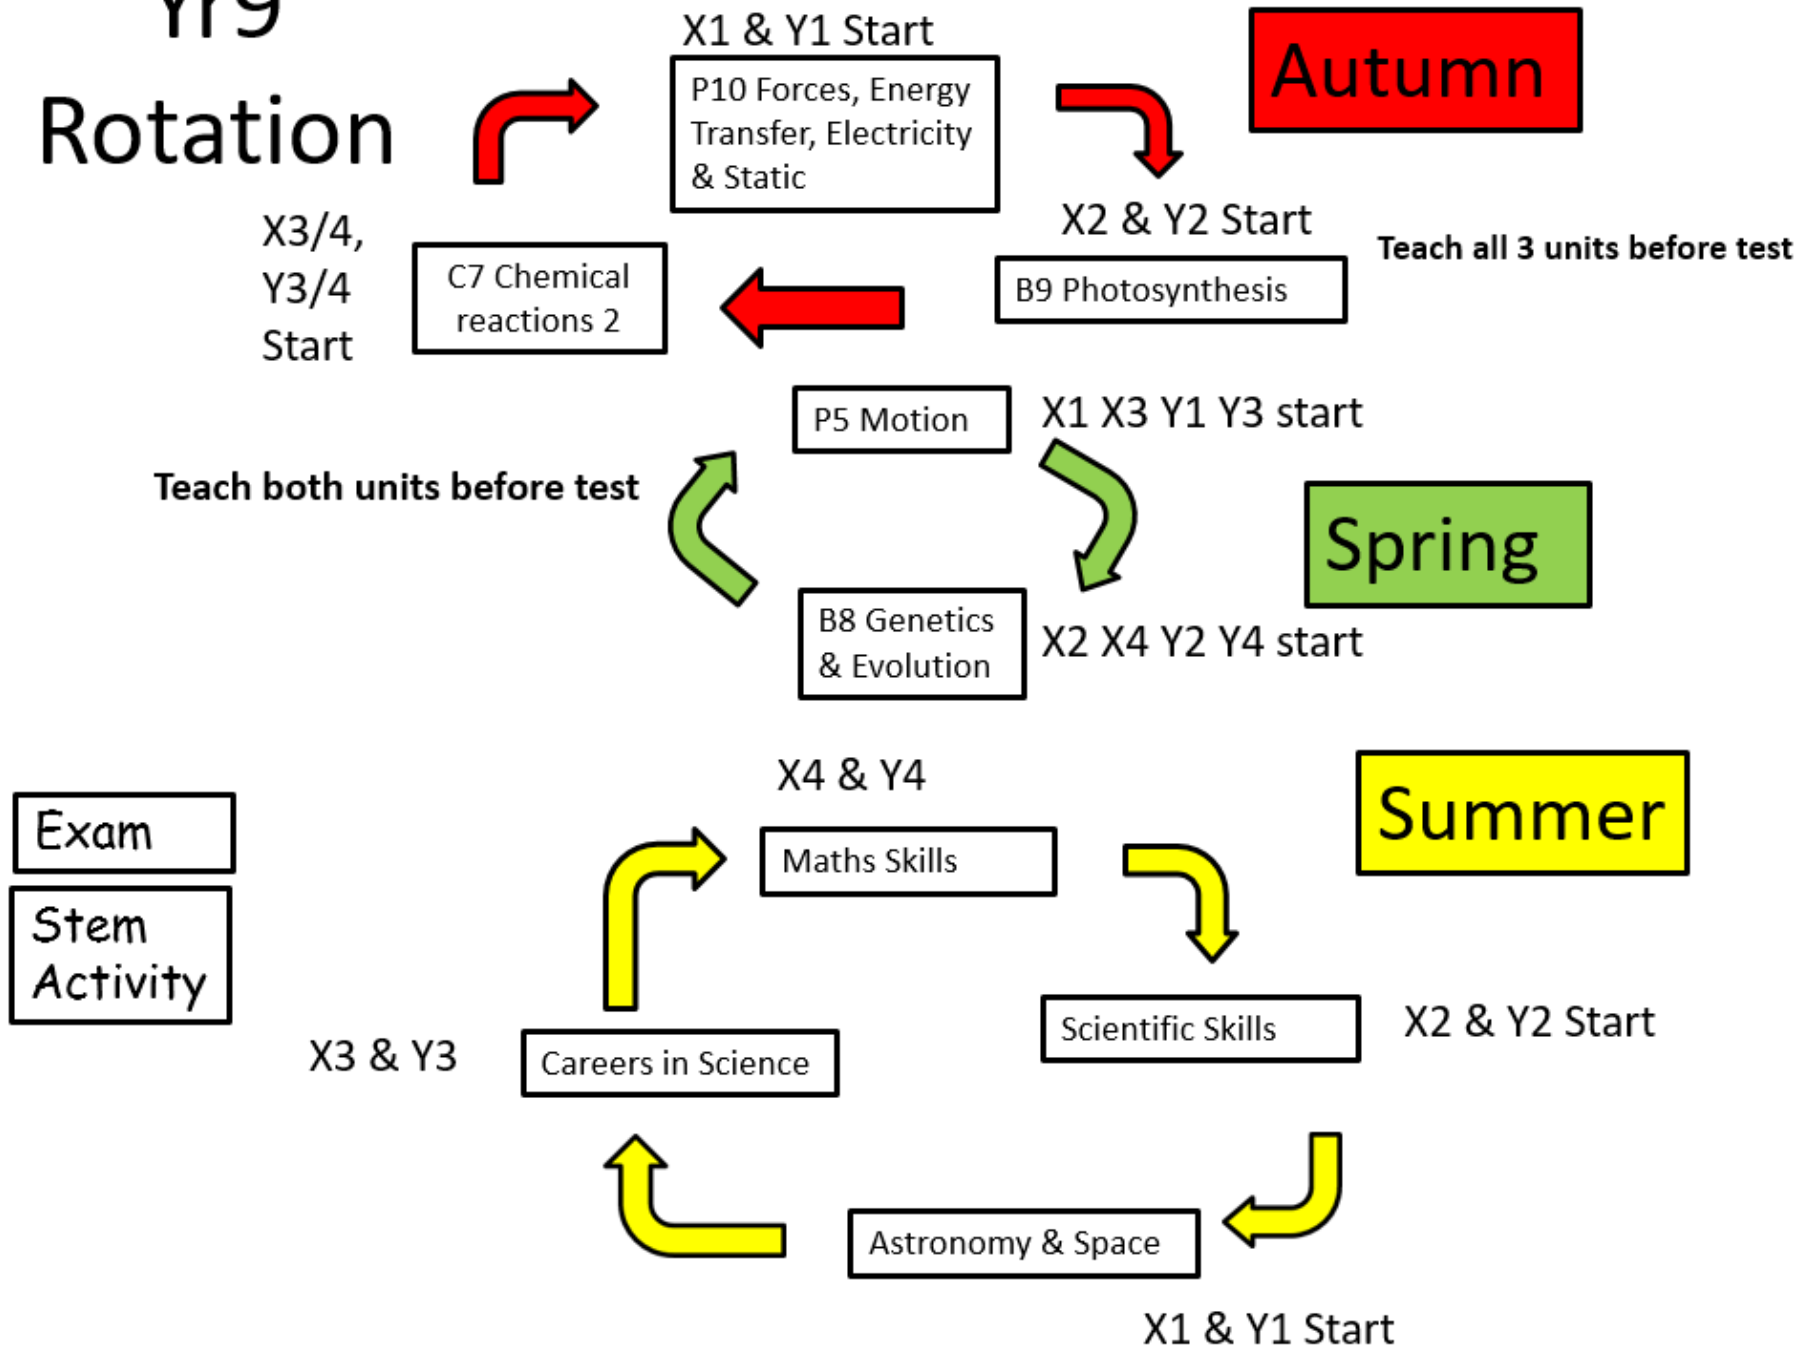 Yr9
Rotation
X1 & Y1 Start
P10 Forces, Energy
Transfer, Electricity
& Static
Autumn
X2 & Y2 Start
B9 Photosynthesis
Teach all 3 units before test
X3/4,
Y3/4
Start
C7 Chemical
reactions 2
P5 Motion
X1 X3 Y1 Y3 start
Teach both units before test
Spring
B8 Genetics
& Evolution
X2 X4 Y2 Y4 start
X4 & Y4
Maths Skills
Summer
Exam
Stem
Activity
Scientific Skills
X2 & Y2 Start
X3 & Y3
Careers in Science
Astronomy & Space
X1 & Y1 Start